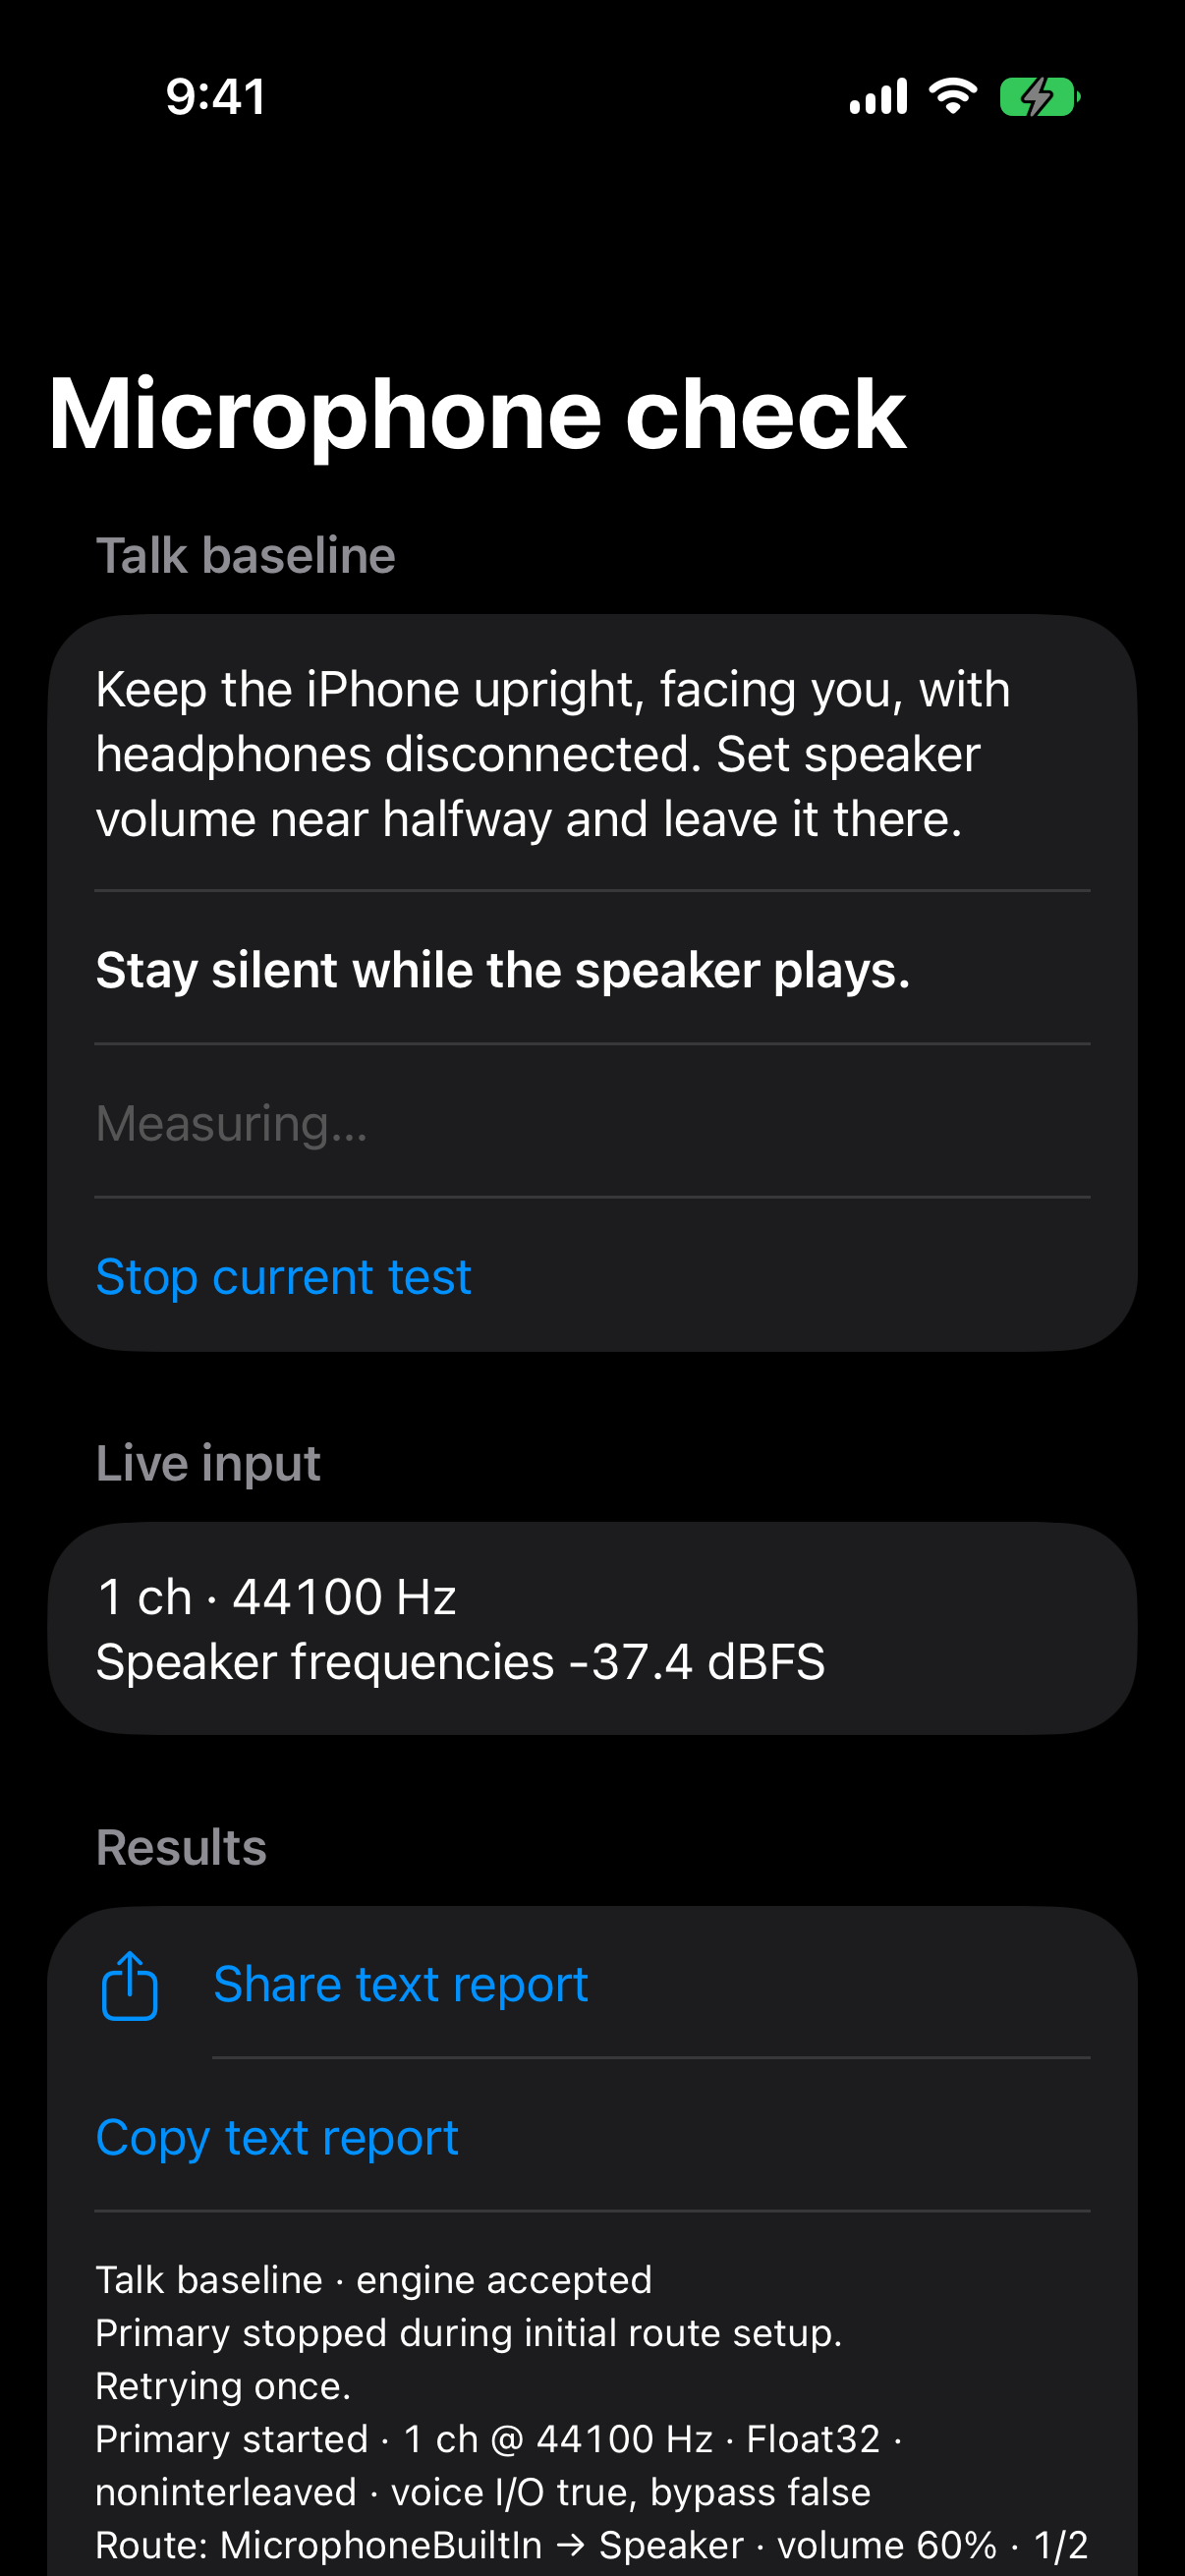 9:41
Microphone check
Talk baseline
Keep the iPhone upright, facing you, with
headphones disconnected. Set speaker
volume near halfway and leave it there.
Stay silent while the speaker plays.
Measuring...
Stop current test
Live input
1 ch · 44100 Hz
Speaker frequencies -37.4 dBFS
Results
Share text report
Copy text report
Talk baseline · engine accepted
Primary stopped during initial route setup.
Retrying once.
Primary started · 1 ch @ 44100 Hz · Float32 ·
noninterleaved · voice I/O true, bypass false
Route: MicrophoneBuiltIn → Speaker · volume 60% · 1/2